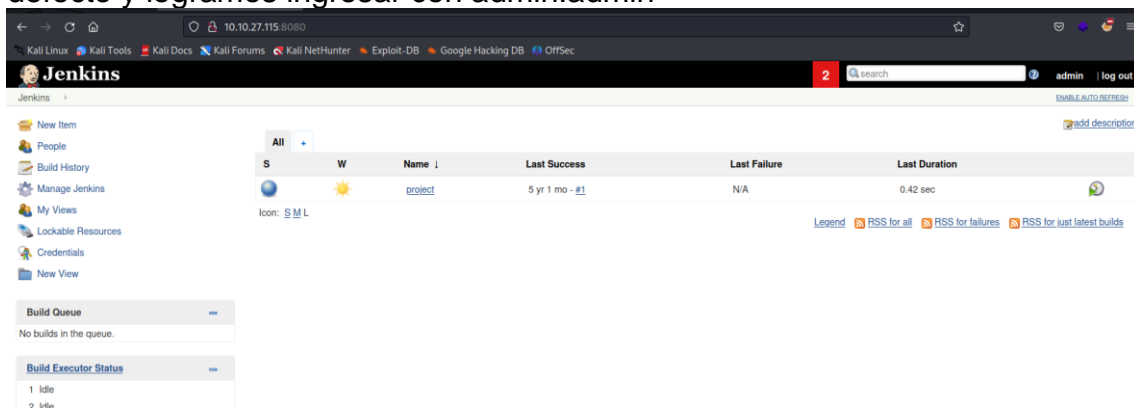 defecto y logramos ingresar con admin:admin
10.10.27.115:8080
Kali Linux Kali Tools Kali Docs Kali Forums Kali NetHunter Exploit-DB Google Hacking DB OffSec
Jenkins 2 search admin | log out
Jenkins ENABLE AUTO REFRESH
New Item add description
People All +
Build History S W Name ↓ Last Success Last Failure Last Duration
Manage Jenkins project 5 yr 1 mo - #1 N/A 0.42 sec
My Views Icon: S M L
Lockable Resources Legend RSS for all RSS for failures RSS for just latest builds
Credentials
New View
Build Queue
No builds in the queue.
Build Executor Status
1 Idle
2 Idle